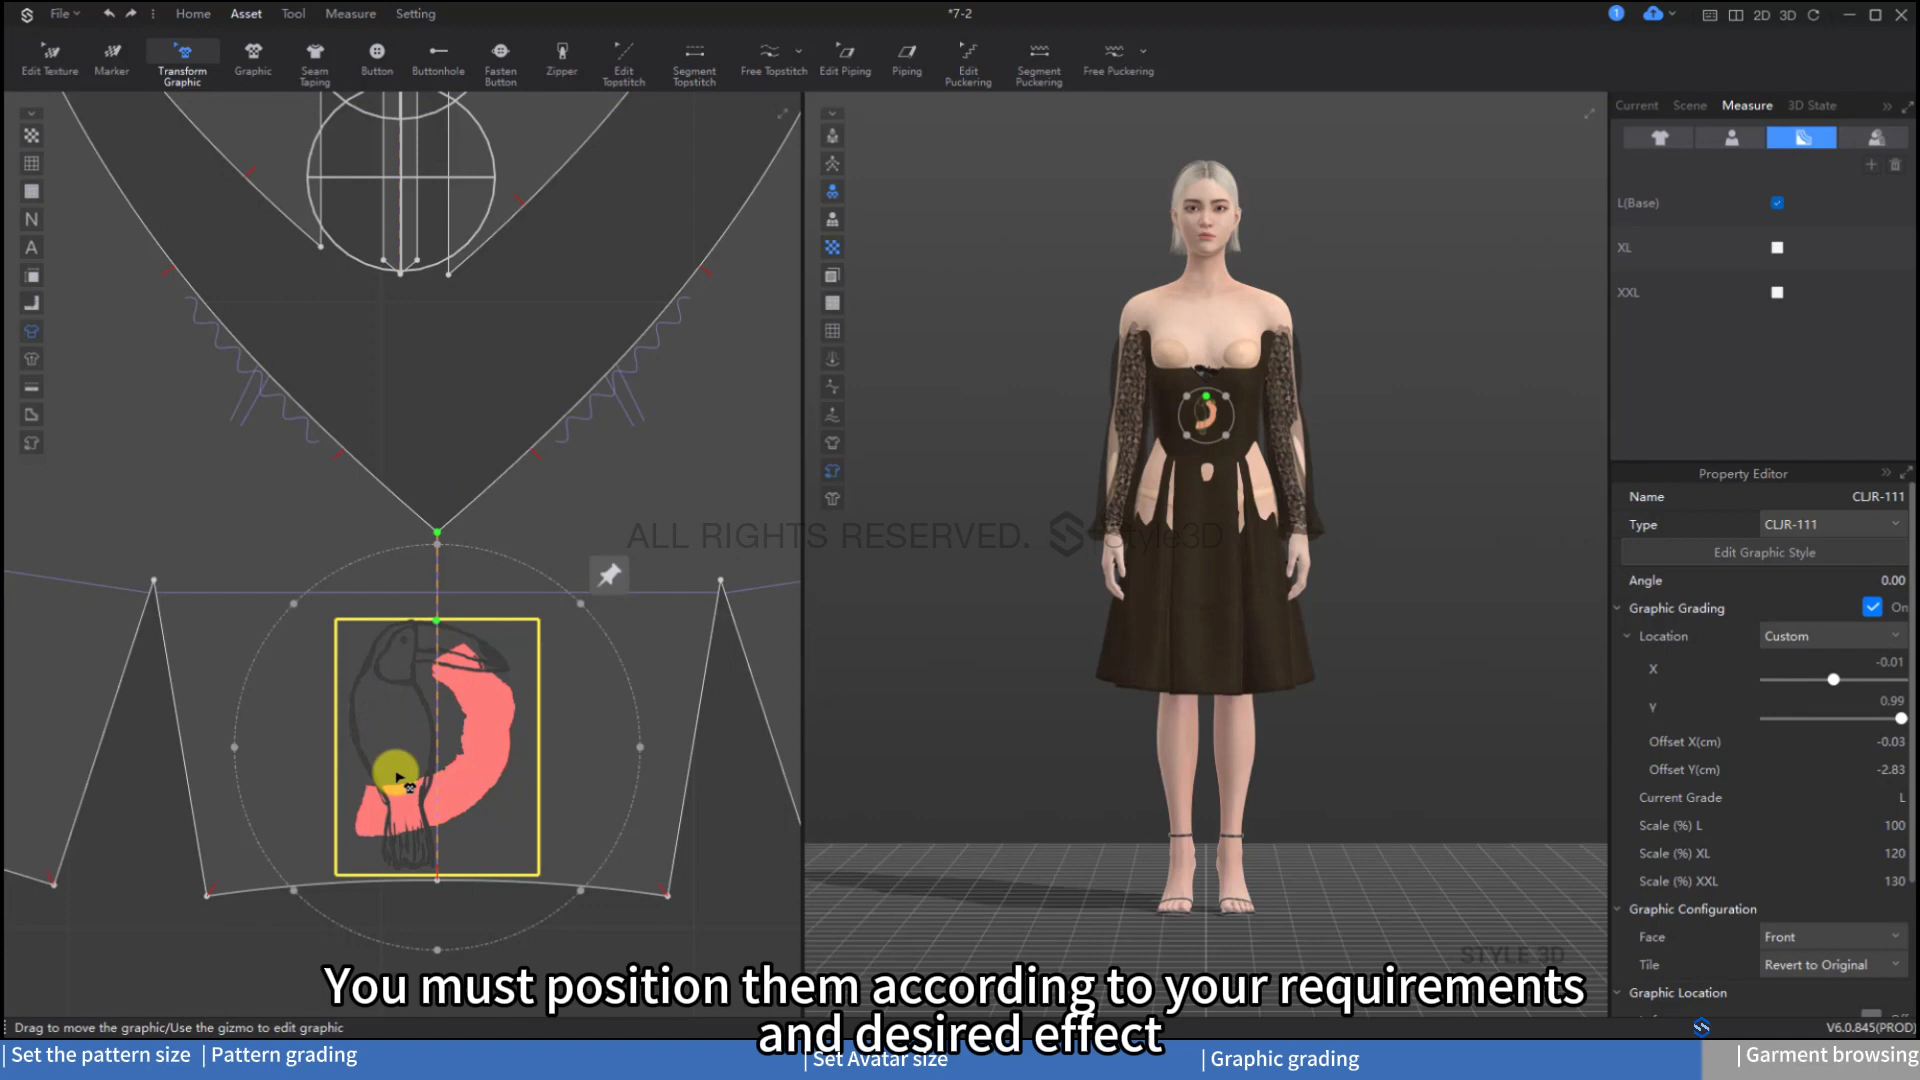 File
Home
Asset
Tool
Measure
Setting
*7-2
1
2D
3D
Edit Texture
Marker
Transform
Graphic
Graphic
Seam
Taping
Button
Buttonhole
Fasten
Button
Zipper
Edit
Topstitch
Segment
Topstitch
Free Topstitch
Edit Piping
Piping
Edit
Puckering
Segment
Puckering
Free Puckering
N
A
Current
Scene
Measure
3D State
L(Base)
XL
XXL
Property Editor
Name CLJR-111
Type CLJR-111
Edit Graphic Style
Angle 0.00
Graphic Grading On
Location Custom
X -0.01
Y 0.99
Offset X(cm) -0.03
Offset Y(cm) -2.83
Current Grade L
Scale (%) L 100
Scale (%) XL 120
Scale (%) XXL 130
Graphic Configuration
Face Front
Tile Revert to Original
Graphic Location
V6.0.845(PROD)
ALL RIGHTS RESERVED. Style3D
STYLE 3D
You must position them according to your requirements
and desired effect
Drag to move the graphic/Use the gizmo to edit graphic
| Set the pattern size
| Pattern grading
| Set Avatar size
| Graphic grading
| Garment browsing